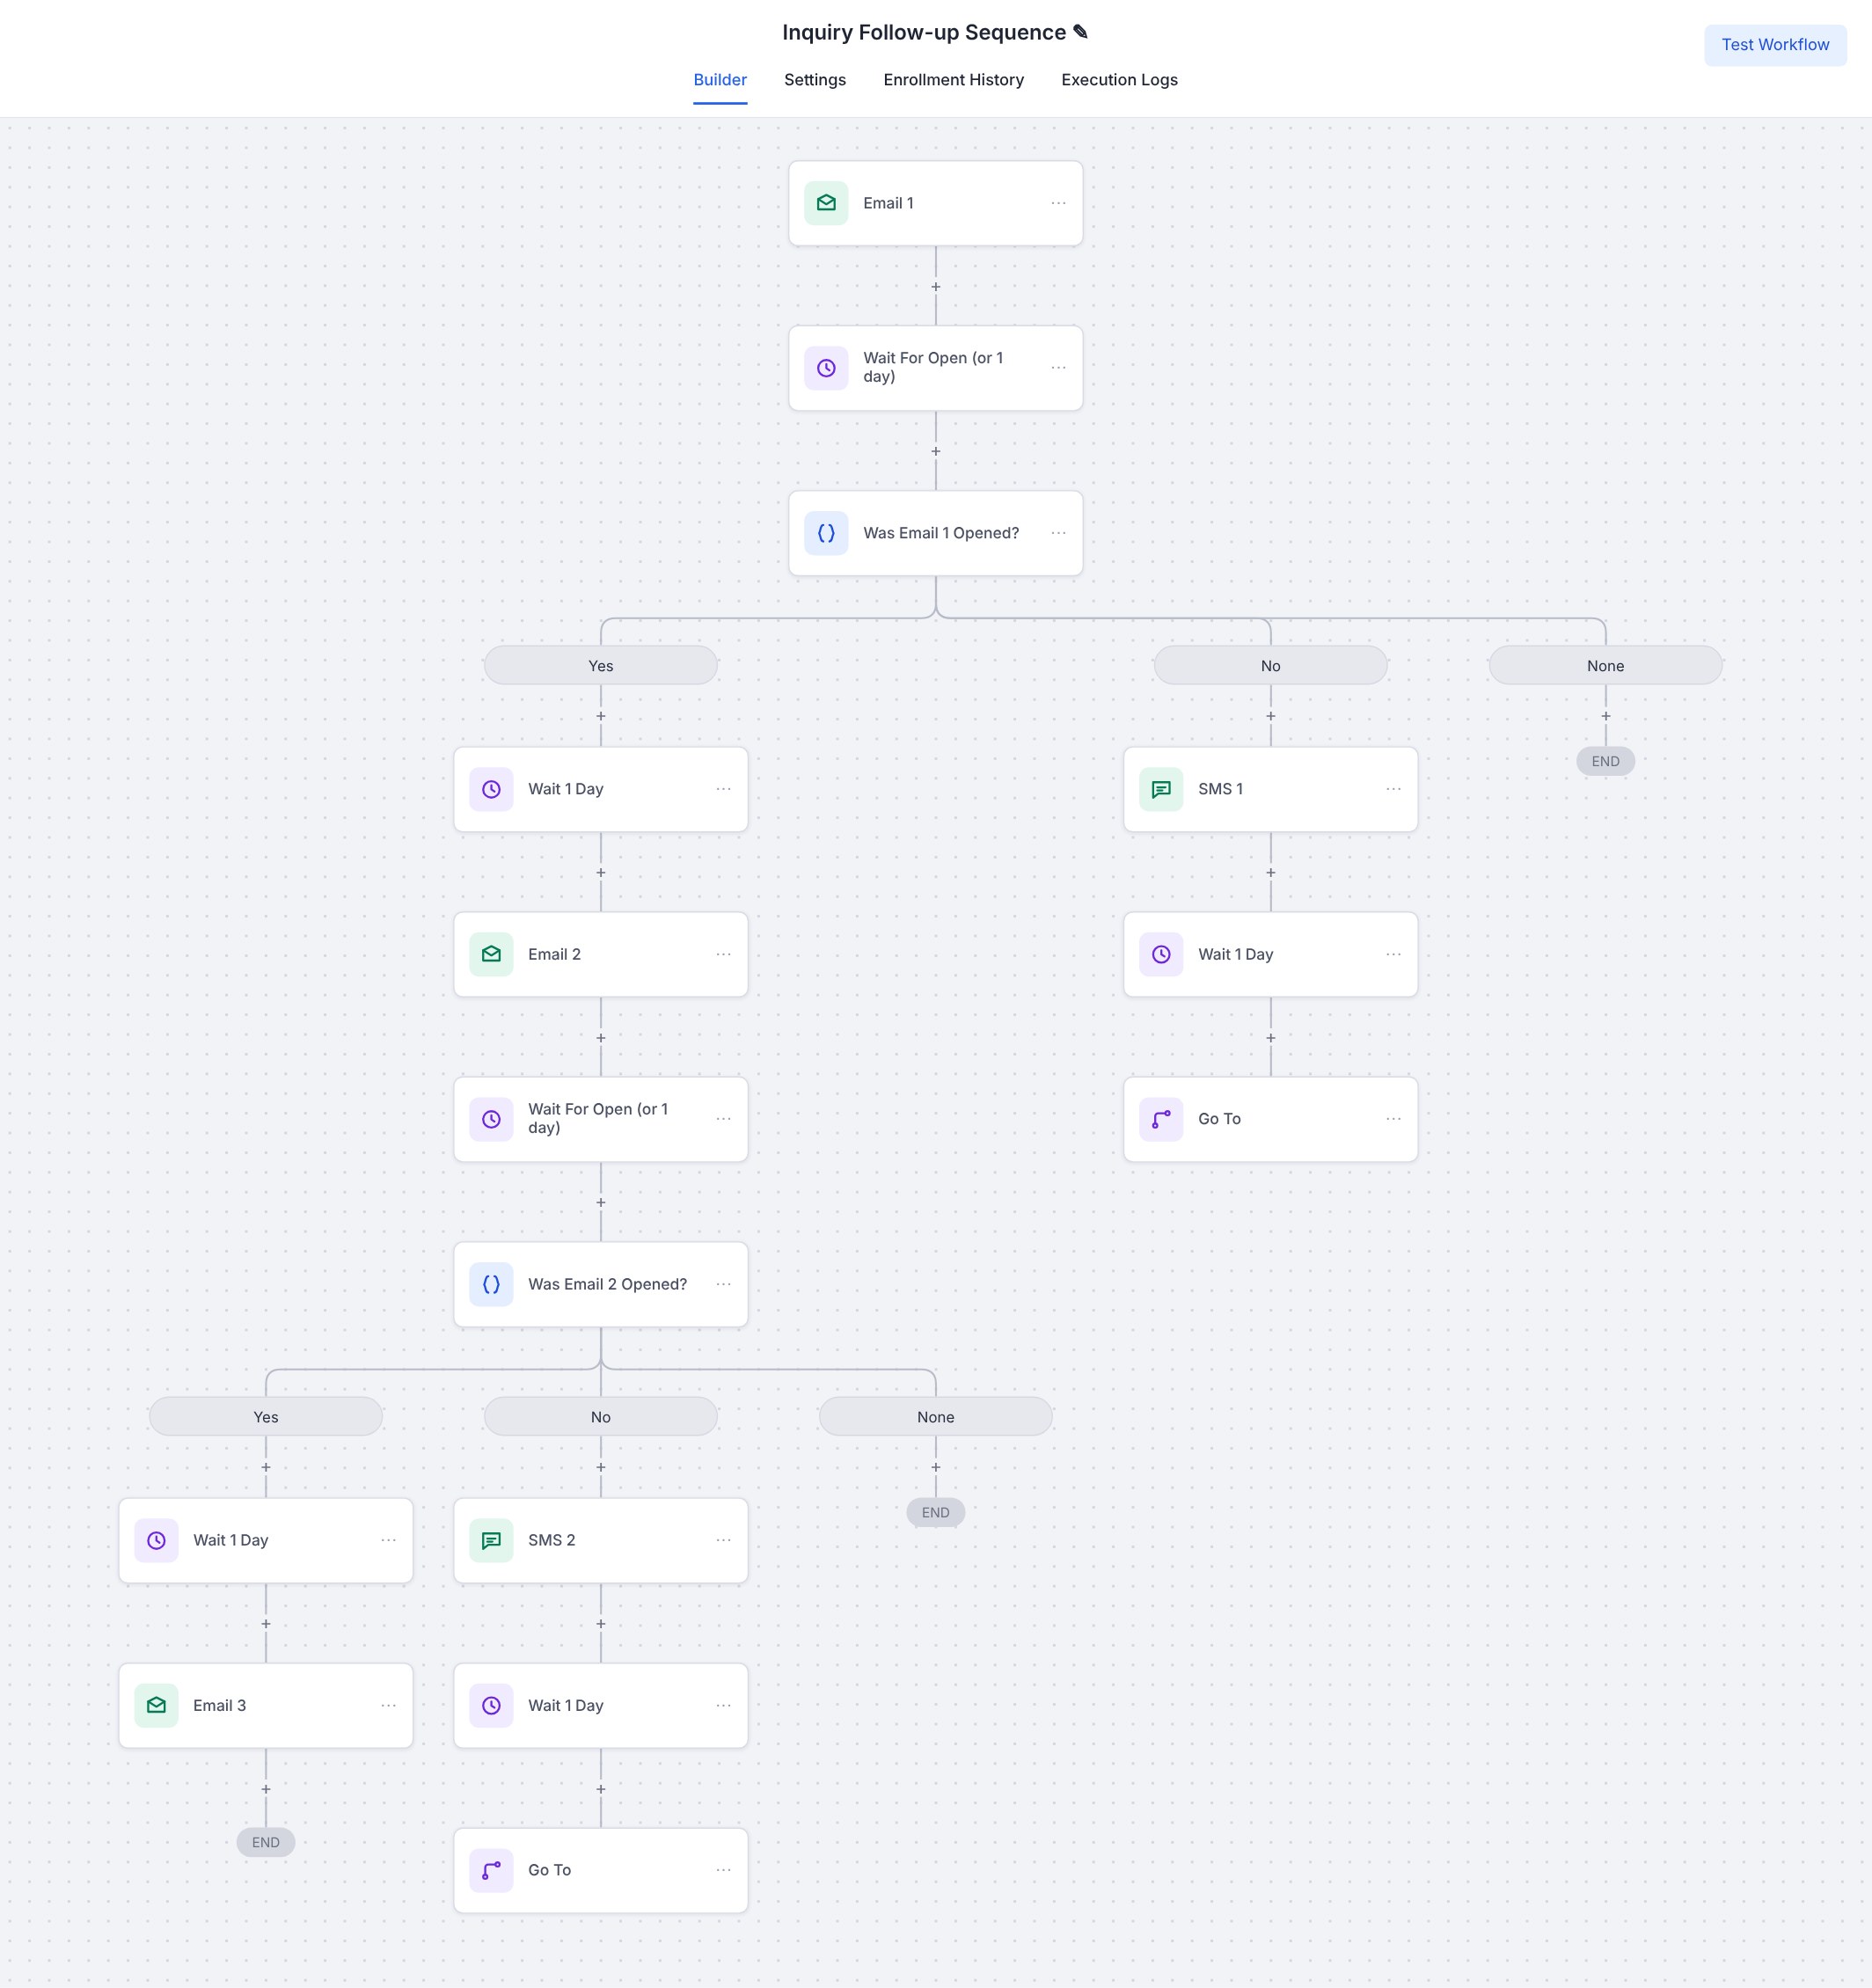 Inquiry Follow-up Sequence ✎
Test Workflow
Builder
Settings
Enrollment History
Execution Logs
Email 1
Wait For Open (or 1
day)
Was Email 1 Opened?
Yes
No
None
Wait 1 Day
SMS 1
END
Email 2
Wait 1 Day
Wait For Open (or 1
day)
Go To
Was Email 2 Opened?
Yes
No
None
Wait 1 Day
SMS 2
END
Email 3
Wait 1 Day
END
Go To